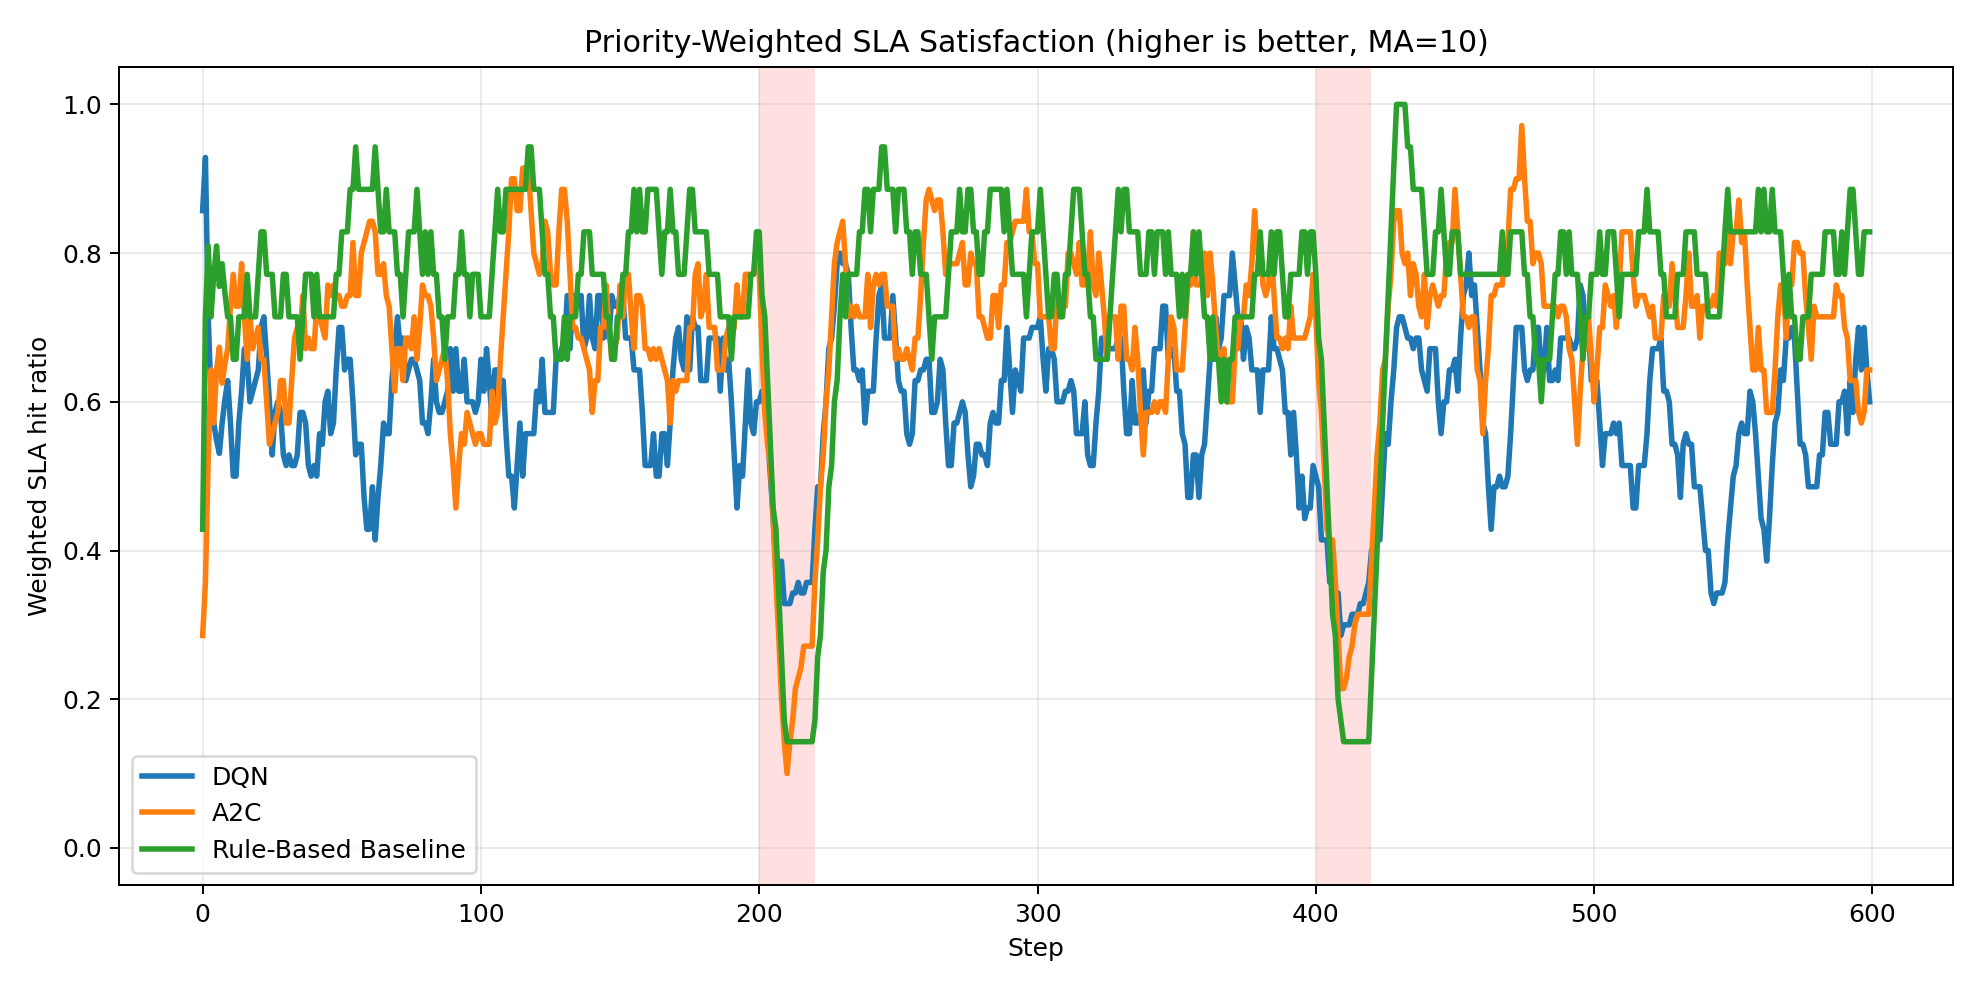 Priority-Weighted SLA Satisfaction (higher is better, MA=10)
Weighted SLA hit ratio
1.0
0.8
0.6
0.4
0.2
0.0
DQN
A2C
Rule-Based Baseline
0 100 200 300 400 500 600
Step